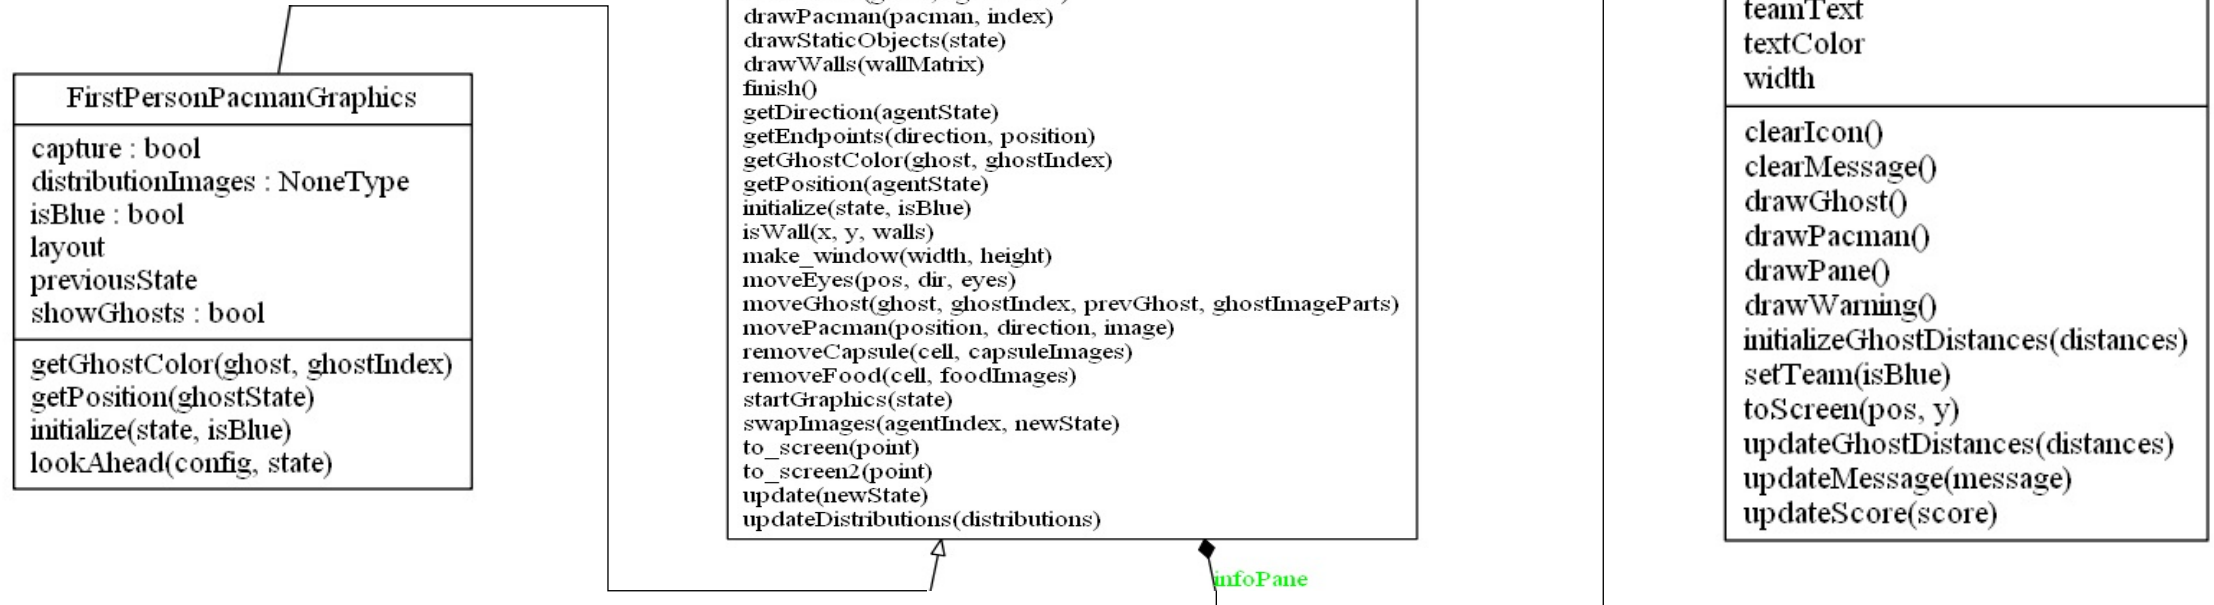 FirstPersonPacmanGraphics
capture : bool
distributionImages : NoneType
isBlue : bool
layout
previousState
showGhosts : bool
getGhostColor(ghost, ghostIndex)
getPosition(ghostState)
initialize(state, isBlue)
lookAhead(config, state)
drawPacman(pacman, index)
drawStaticObjects(state)
drawWalls(wallMatrix)
finish()
getDirection(agentState)
getEndpoints(direction, position)
getGhostColor(ghost, ghostIndex)
getPosition(agentState)
initialize(state, isBlue)
isWall(x, y, walls)
make_window(width, height)
moveEyes(pos, dir, eyes)
moveGhost(ghost, ghostIndex, prevGhost, ghostImageParts)
movePacman(position, direction, image)
removeCapsule(cell, capsuleImages)
removeFood(cell, foodImages)
startGraphics(state)
swapImages(agentIndex, newState)
to_screen(point)
to_screen2(point)
update(newState)
updateDistributions(distributions)
infoPane
teamText
textColor
width
clearIcon()
clearMessage()
drawGhost()
drawPacman()
drawPane()
drawWarning()
initializeGhostDistances(distances)
setTeam(isBlue)
toScreen(pos, y)
updateGhostDistances(distances)
updateMessage(message)
updateScore(score)